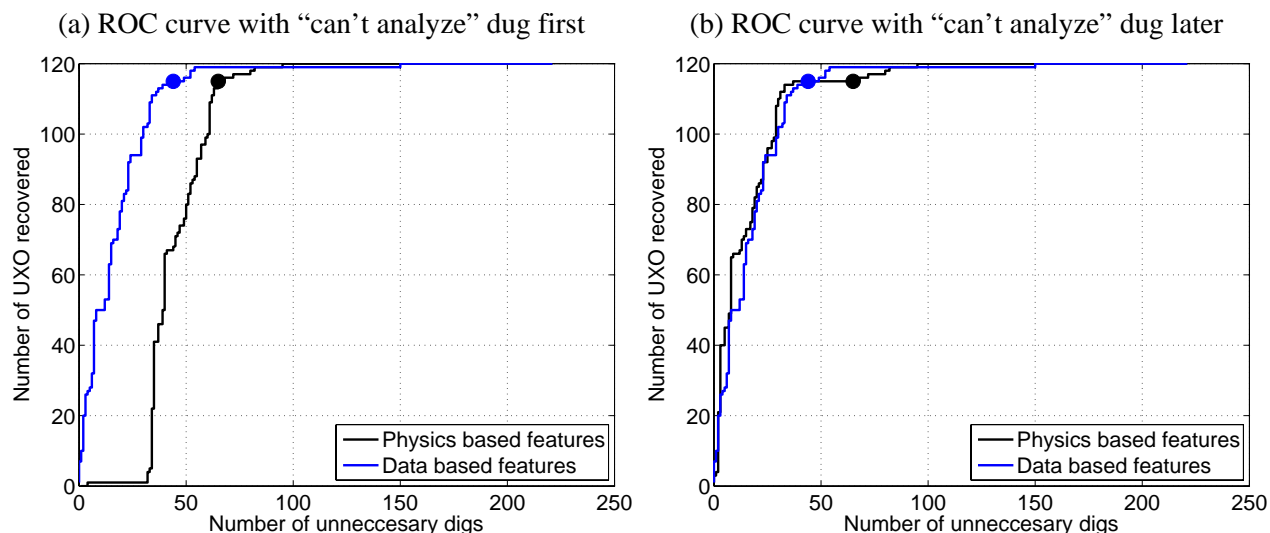 (a) ROC curve with “can’t analyze” dug first
120
100
80
60
40
20
0
0 50 100 150 200 250
Number of UXO recovered
Number of unneccesary digs
Physics based features
Data based features
(b) ROC curve with “can’t analyze” dug later
120
100
80
60
40
20
0
0 50 100 150 200 250
Number of UXO recovered
Number of unneccesary digs
Physics based features
Data based features